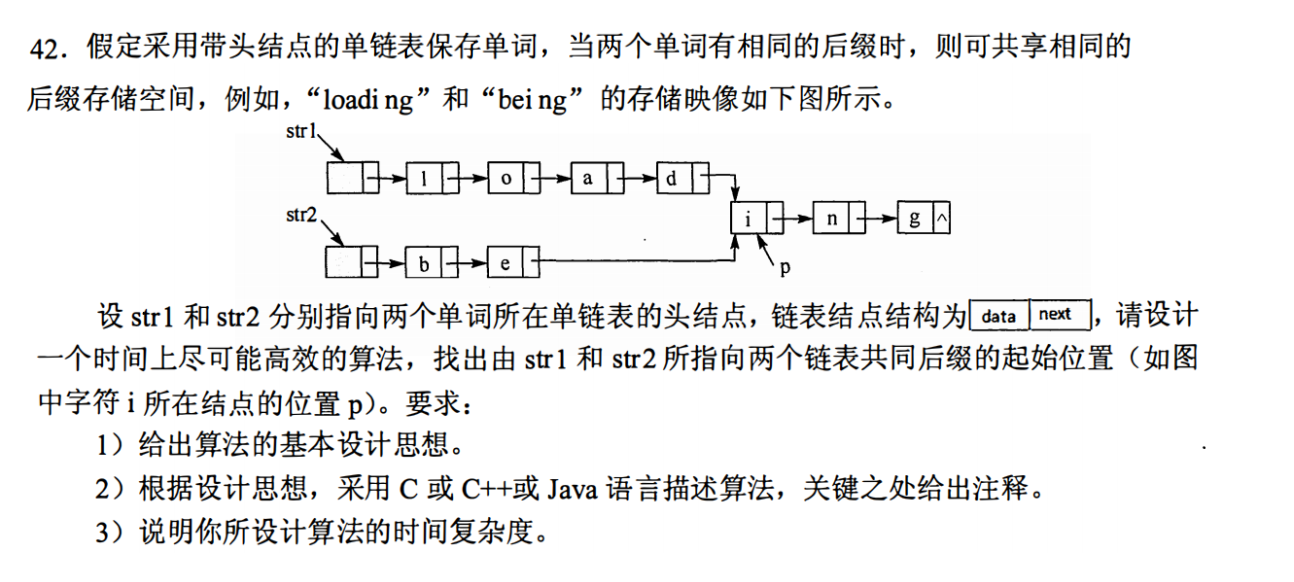 42．假定采用带头结点的单链表保存单词，当两个单词有相同的后缀时，则可共享相同的
后缀存储空间，例如，“loading”和“being”的存储映像如下图所示。
str1
l o a d
i n g ∧
str2
b e
p
设 str1 和 str2 分别指向两个单词所在单链表的头结点，链表结点结构为 data next ，请设计
一个时间上尽可能高效的算法，找出由 str1 和 str2 所指向两个链表共同后缀的起始位置（如图
中字符 i 所在结点的位置 p）。要求：
1）给出算法的基本设计思想。
2）根据设计思想，采用 C 或 C++或 Java 语言描述算法，关键之处给出注释。
3）说明你所设计算法的时间复杂度。